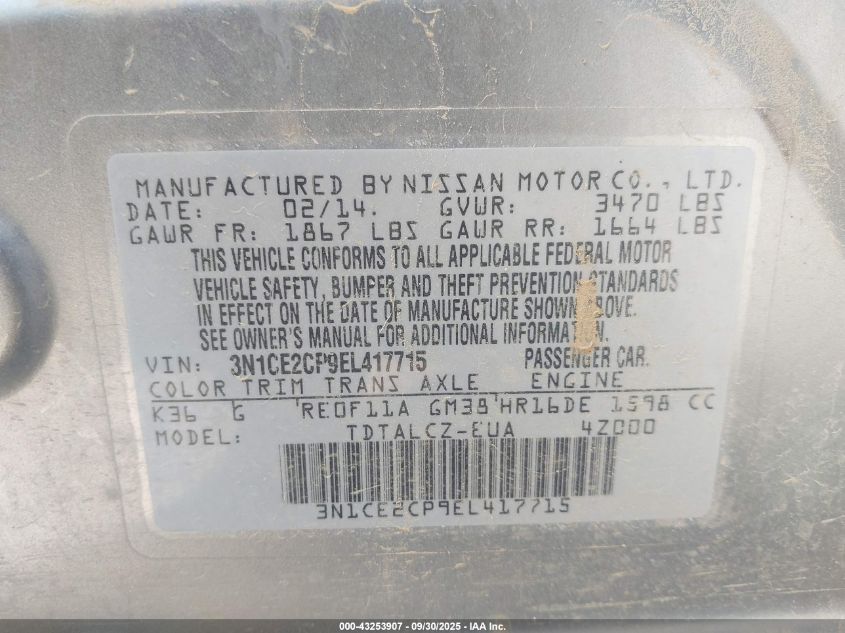 MANUFACTURED BY NISSAN MOTOR CO., LTD.
DATE: 02/14. GVWR: 3470 LBS
GAWR FR: 1867 LBS GAWR RR: 1664 LBS
THIS VEHICLE CONFORMS TO ALL APPLICABLE FEDERAL MOTOR
VEHICLE SAFETY, BUMPER AND THEFT PREVENTION STANDARDS
IN EFFECT ON THE DATE OF MANUFACTURE SHOWN ABOVE.
SEE OWNER'S MANUAL FOR ADDITIONAL INFORMATION.
VIN: 3N1CE2CP9EL417715 PASSENGER CAR.
COLOR TRIM TRANS AXLE ENGINE
K36 G RE0F11A GM38 HR16DE 1598 CC
MODEL: TDTALCZ-EUA 4Z000
3N1CE2CP9EL417715
000-43253907 - 09/30/2025 - IAA Inc.